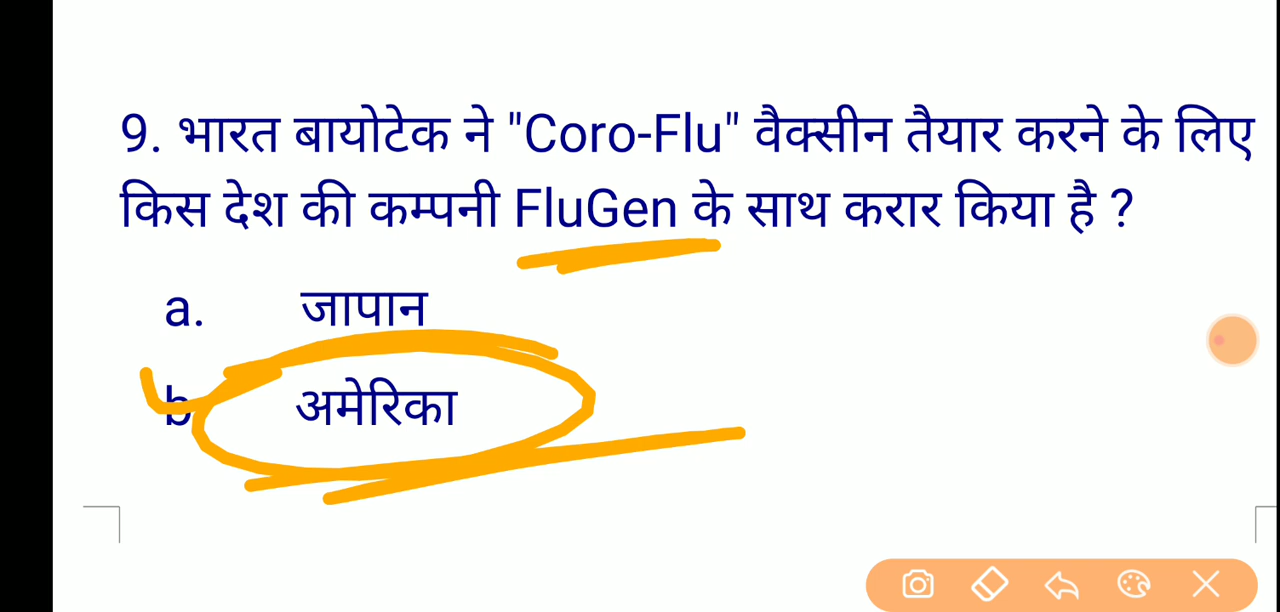 9. भारत बायोटेक ने "Coro-Flu" वैक्सीन तैयार करने के लिए
किस देश की कम्पनी FluGen के साथ करार किया है ?
a. जापान
b अमेरिका